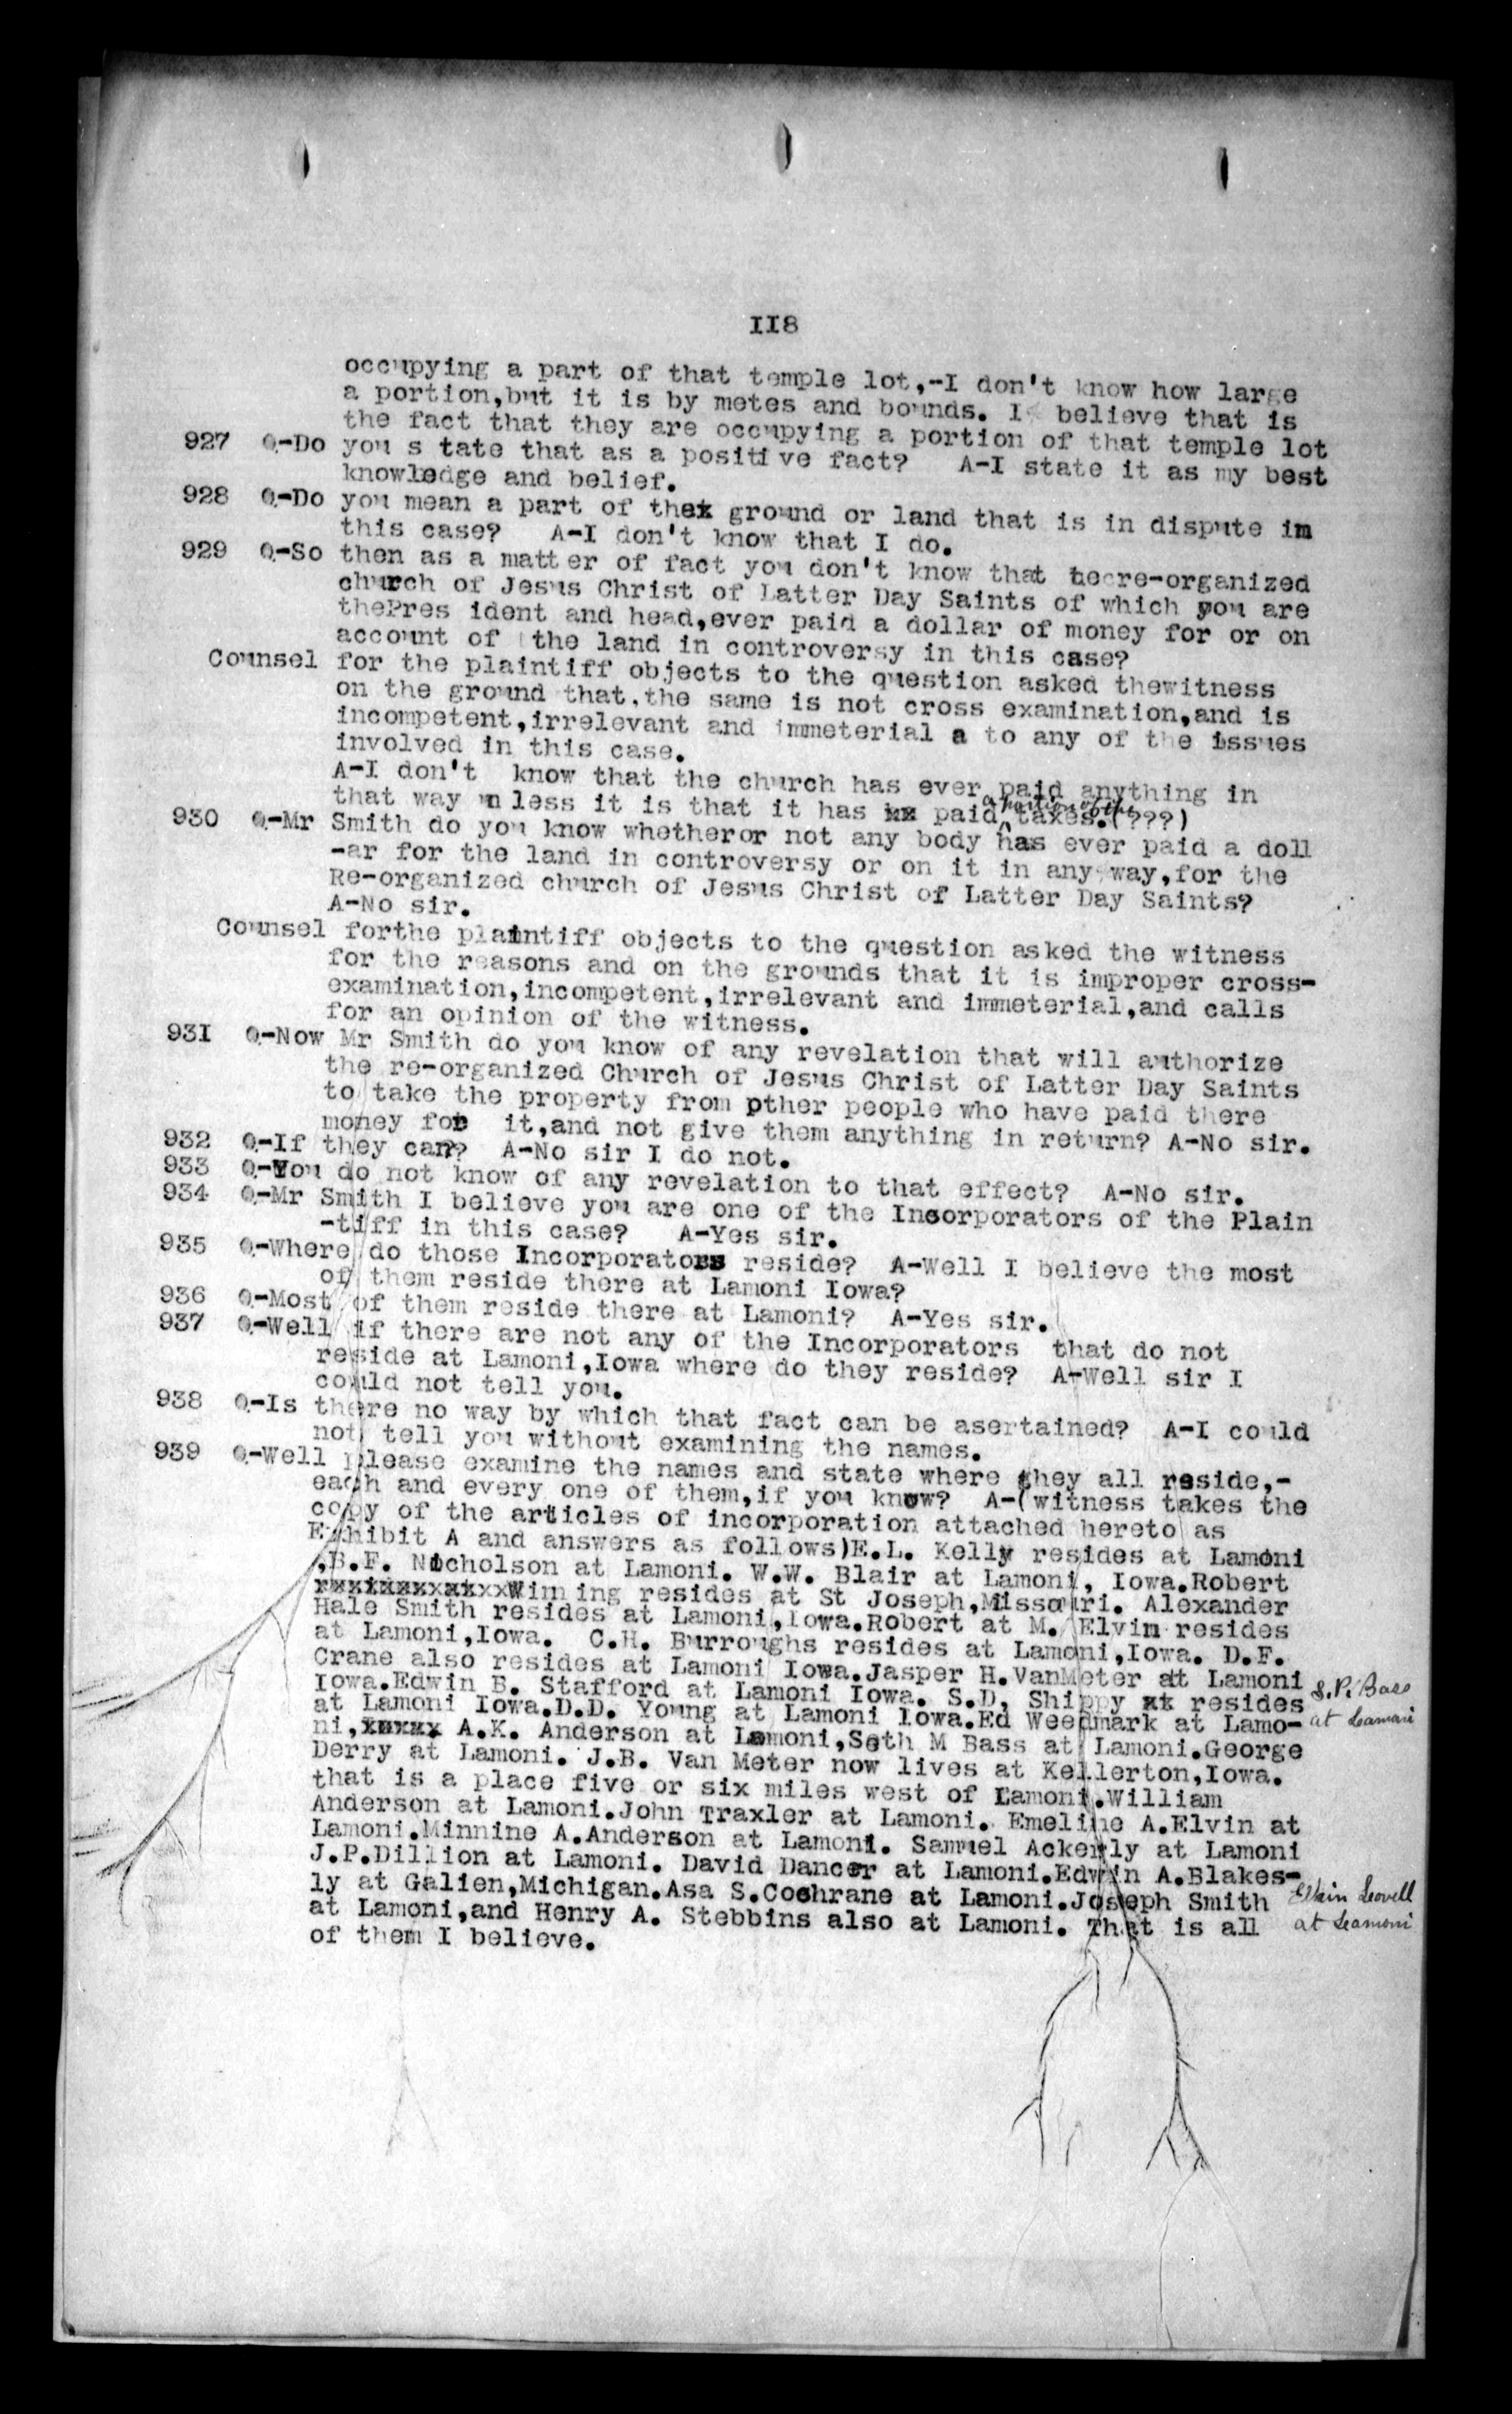 118
occupying a part of that temple lot,-I don't know how large
a portion,but it is by metes and bounds. I believe that is
the fact that they are occupying a portion of that temple lot
927 Q-Do you s tate that as a positi ve fact? A-I state it as my best
knowledge and belief.
928 Q-Do you mean a part of thet ground or land that is in dispute in
this case? A-I don't know that I do.
929 Q-So then as a matt er of fact you don't know that the re-organized
church of Jesus Christ of Latter Day Saints of which you are
thePres ident and head,ever paid a dollar of money for or on
account of the land in controversy in this case?
Counsel for the plaintiff objects to the question asked thewitness
on the ground that.the same is not cross examination,and is
incompetent,irrelevant and immeterial a to any of the issues
involved in this case.
A-I don't know that the church has ever paid anything in
a portion of the
that way un less it is that it has xx paid taxes.(???)
930 Q-Mr Smith do you know whetheror not any body has ever paid a doll
-ar for the land in controversy or on it in any way,for the
Re-organized church of Jesus Christ of Latter Day Saints?
A-No sir.
Counsel forthe plaintiff objects to the question asked the witness
for the reasons and on the grounds that it is improper cross-
examination,incompetent,irrelevant and immeterial,and calls
for an opinion of the witness.
931 Q-Now Mr Smith do you know of any revelation that will authorize
the re-organized Church of Jesus Christ of Latter Day Saints
to take the property from pther people who have paid there
money for it,and not give them anything in return? A-No sir.
932 Q-If they can? A-No sir I do not.
933 Q-You do not know of any revelation to that effect? A-No sir.
934 Q-Mr Smith I believe you are one of the Incorporators of the Plain
-tiff in this case? A-Yes sir.
935 Q-Where do those Incorporators reside? A-Well I believe the most
of them reside there at Lamoni Iowa?
936 Q-Most of them reside there at Lamoni? A-Yes sir.
937 Q-Well if there are not any of the Incorporators that do not
reside at Lamoni,Iowa where do they reside? A-Well sir I
could not tell you.
938 Q-Is there no way by which that fact can be asertained? A-I could
not tell you without examining the names.
939 Q-Well please examine the names and state where they all reside,-
each and every one of them,if you know? A-(witness takes the
copy of the articles of incorporation attached hereto as
Exhibit A and answers as follows)E.L. Kelly resides at Lamoni
,B.F. Nicholson at Lamoni. W.W. Blair at Lamoni, Iowa.Robert
Wimming resides at St Joseph,Missouri. Alexander
Hale Smith resides at Lamoni,Iowa.Robert at M. Elvin resides
at Lamoni,Iowa. C.H. Burroughs resides at Lamoni,Iowa. D.F.
Crane also resides at Lamoni Iowa.Jasper H.VanMeter at Lamoni
Iowa.Edwin B. Stafford at Lamoni Iowa. S.D, Shippy xx resides
S.P. Bass
at Lamoni Iowa.D.D. Young at Lamoni Iowa.Ed Weedmark at Lamo-
at Lamoni
ni, A.K. Anderson at Lamoni,Seth M Bass at Lamoni.George
Derry at Lamoni. J.B. Van Meter now lives at Kellerton,Iowa.
that is a place five or six miles west of Lamoni.William
Anderson at Lamoni.John Traxler at Lamoni. Emeline A.Elvin at
Lamoni.Minnine A.Anderson at Lamoni. Samuel Ackerly at Lamoni
J.P.Dillion at Lamoni. David Dancer at Lamoni.Edwin A.Blakes-
ly at Galien,Michigan.Asa S.Cochrane at Lamoni.Joseph Smith
at Lamoni,and Henry A. Stebbins also at Lamoni. That is all
at Lamoni
of them I believe.